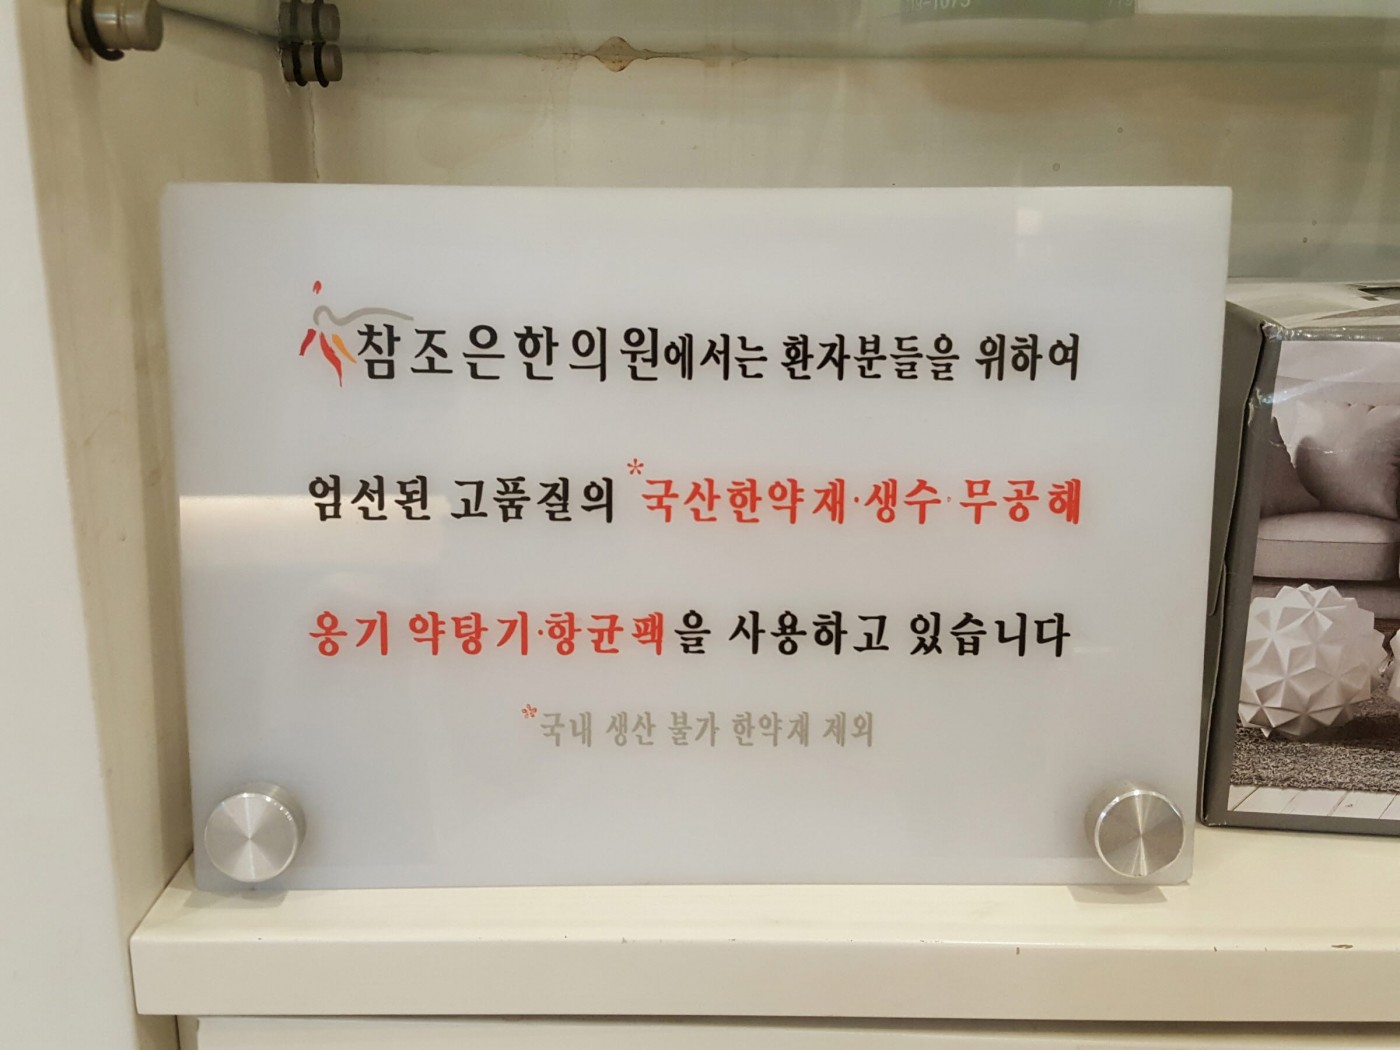 참조은한의원에서는 환자분들을 위하여
엄선된 고품질의 *국산한약재·생수·무공해
옹기 약탕기·항균팩을 사용하고 있습니다
*국내 생산 불가 한약재 제외